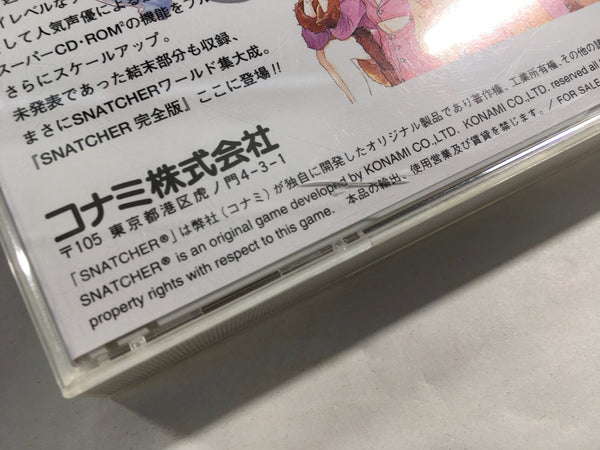 イレベルな
して人気声優による
スーパーCD・ROM²の機能をフル
さらにスケールアップ。
未発表であった結末部分も収録、
まさにSNATCHERワールド集大成。
『SNATCHER 完全版』ここに登場!!
コナミ株式会社
〒105 東京都港区虎ノ門4-3-1
「SNATCHER®」は弊社(コナミ)が独自に開発したオリジナル製品であり著作権、工業所有権、その他の
SNATCHER® is an original game developed by KONAMI CO.,LTD. KONAMI CO.,LTD. reserved all
property rights with respect to this game. 本品の輸出、使用営業及び賃貸を禁じます。/ FOR SALE